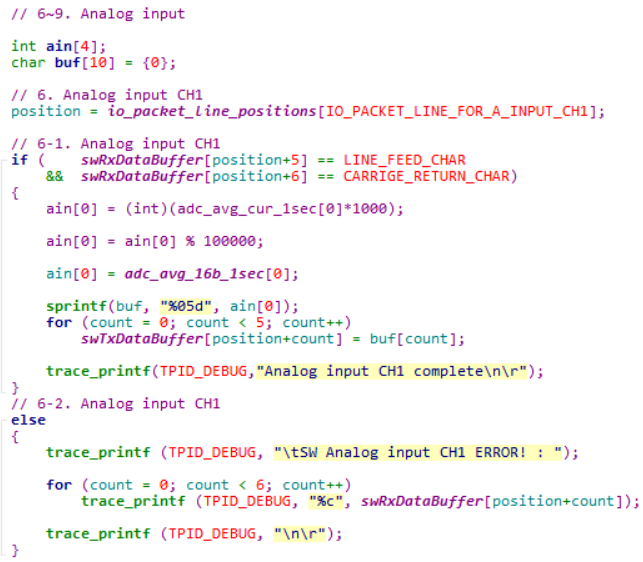 // 6~9. Analog input
int ain[4];
char buf[10] = {0};
// 6. Analog input CH1
position = io_packet_line_positions[IO_PACKET_LINE_FOR_A_INPUT_CH1];
// 6-1. Analog input CH1
if (    swRxDataBuffer[position+5] == LINE_FEED_CHAR
    &&  swRxDataBuffer[position+6] == CARRIGE_RETURN_CHAR)
{
    ain[0] = (int)(adc_avg_cur_1sec[0]*1000);
    ain[0] = ain[0] % 100000;
    ain[0] = adc_avg_16b_1sec[0];
    sprintf(buf, "%05d", ain[0]);
    for (count = 0; count < 5; count++)
        swTxDataBuffer[position+count] = buf[count];
    trace_printf(TPID_DEBUG,"Analog input CH1 complete\n\r");
}
// 6-2. Analog input CH1
else
{
    trace_printf (TPID_DEBUG, "\tSW Analog input CH1 ERROR! : ");
    for (count = 0; count < 6; count++)
        trace_printf (TPID_DEBUG, "%c", swRxDataBuffer[position+count]);
    trace_printf (TPID_DEBUG, "\n\r");
}